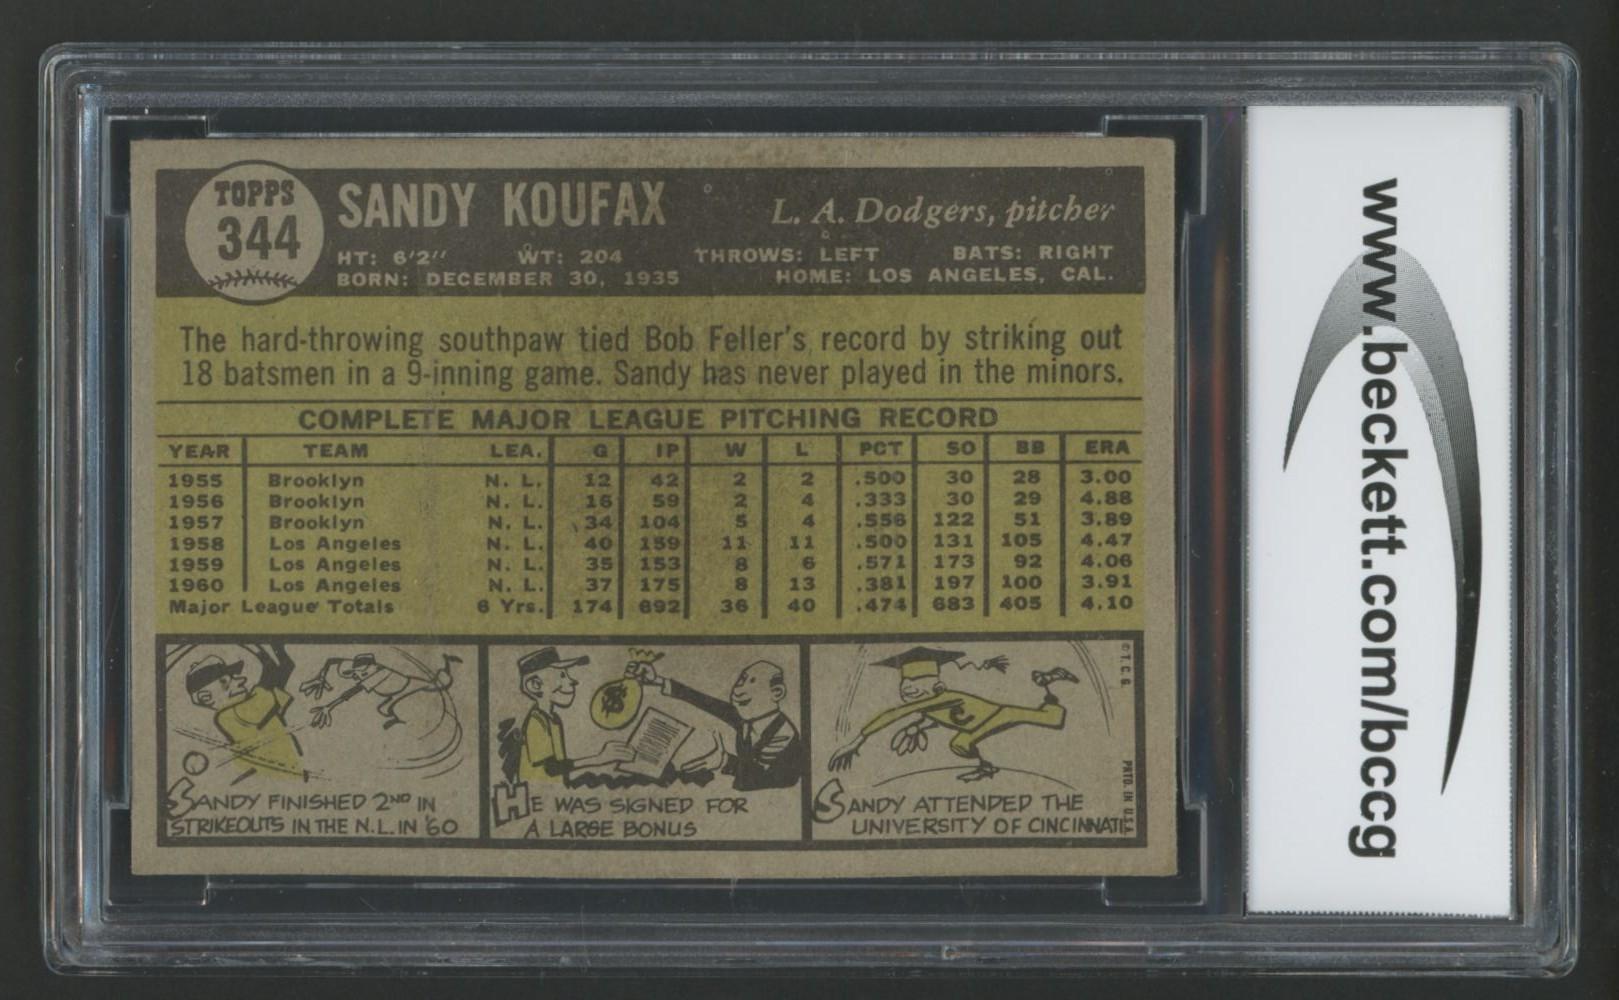 TOPPS
344
SANDY KOUFAX
L. A. Dodgers, pitcher
HT: 6'2" WT: 204 THROWS: LEFT BATS: RIGHT
BORN: DECEMBER 30, 1935 HOME: LOS ANGELES, CAL.
The hard-throwing southpaw tied Bob Feller's record by striking out
18 batsmen in a 9-inning game. Sandy has never played in the minors.
COMPLETE MAJOR LEAGUE PITCHING RECORD
YEAR TEAM LEA. G IP W L PCT SO BB ERA
1955 Brooklyn N. L. 12 42 2 2 .500 30 28 3.00
1956 Brooklyn N. L. 16 59 2 4 .333 30 29 4.88
1957 Brooklyn N. L. 34 104 5 4 .556 122 51 3.89
1958 Los Angeles N. L. 40 159 11 11 .500 131 105 4.47
1959 Los Angeles N. L. 35 153 8 6 .571 173 92 4.06
1960 Los Angeles N. L. 37 175 8 13 .381 197 100 3.91
Major League Totals 6 Yrs. 174 692 36 40 .474 683 405 4.10
SANDY FINISHED 2ND IN
STRIKEOUTS IN THE N.L. IN '60
$
HE WAS SIGNED FOR
A LARGE BONUS
C
SANDY ATTENDED THE
UNIVERSITY OF CINCINNATI
© T. C. G.
PRTD. IN U.S.A.
www.beckett.com/bccg